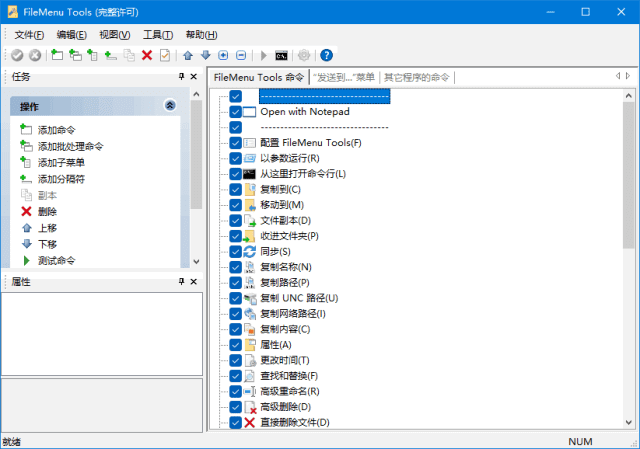 FileMenu Tools (完整许可)
文件(F) 编辑(E) 视图(V) 工具(T) 帮助(H)
任务
操作
添加命令
添加批处理命令
添加子菜单
添加分隔符
副本
删除
上移
下移
测试命令
属性
FileMenu Tools 命令 "发送到..."菜单 其它程序的命令
---------------------------------
Open with Notepad
---------------------------------
配置 FileMenu Tools(F)
以参数运行(R)
从这里打开命令行(L)
复制到(C)
移动到(M)
文件副本(D)
收进文件夹(P)
同步(S)
复制名称(N)
复制路径(P)
复制 UNC 路径(U)
复制网络路径(I)
复制内容(C)
属性(A)
更改时间(T)
查找和替换(F)
高级重命名(R)
高级删除(D)
直接删除文件(D)
就绪
NUM